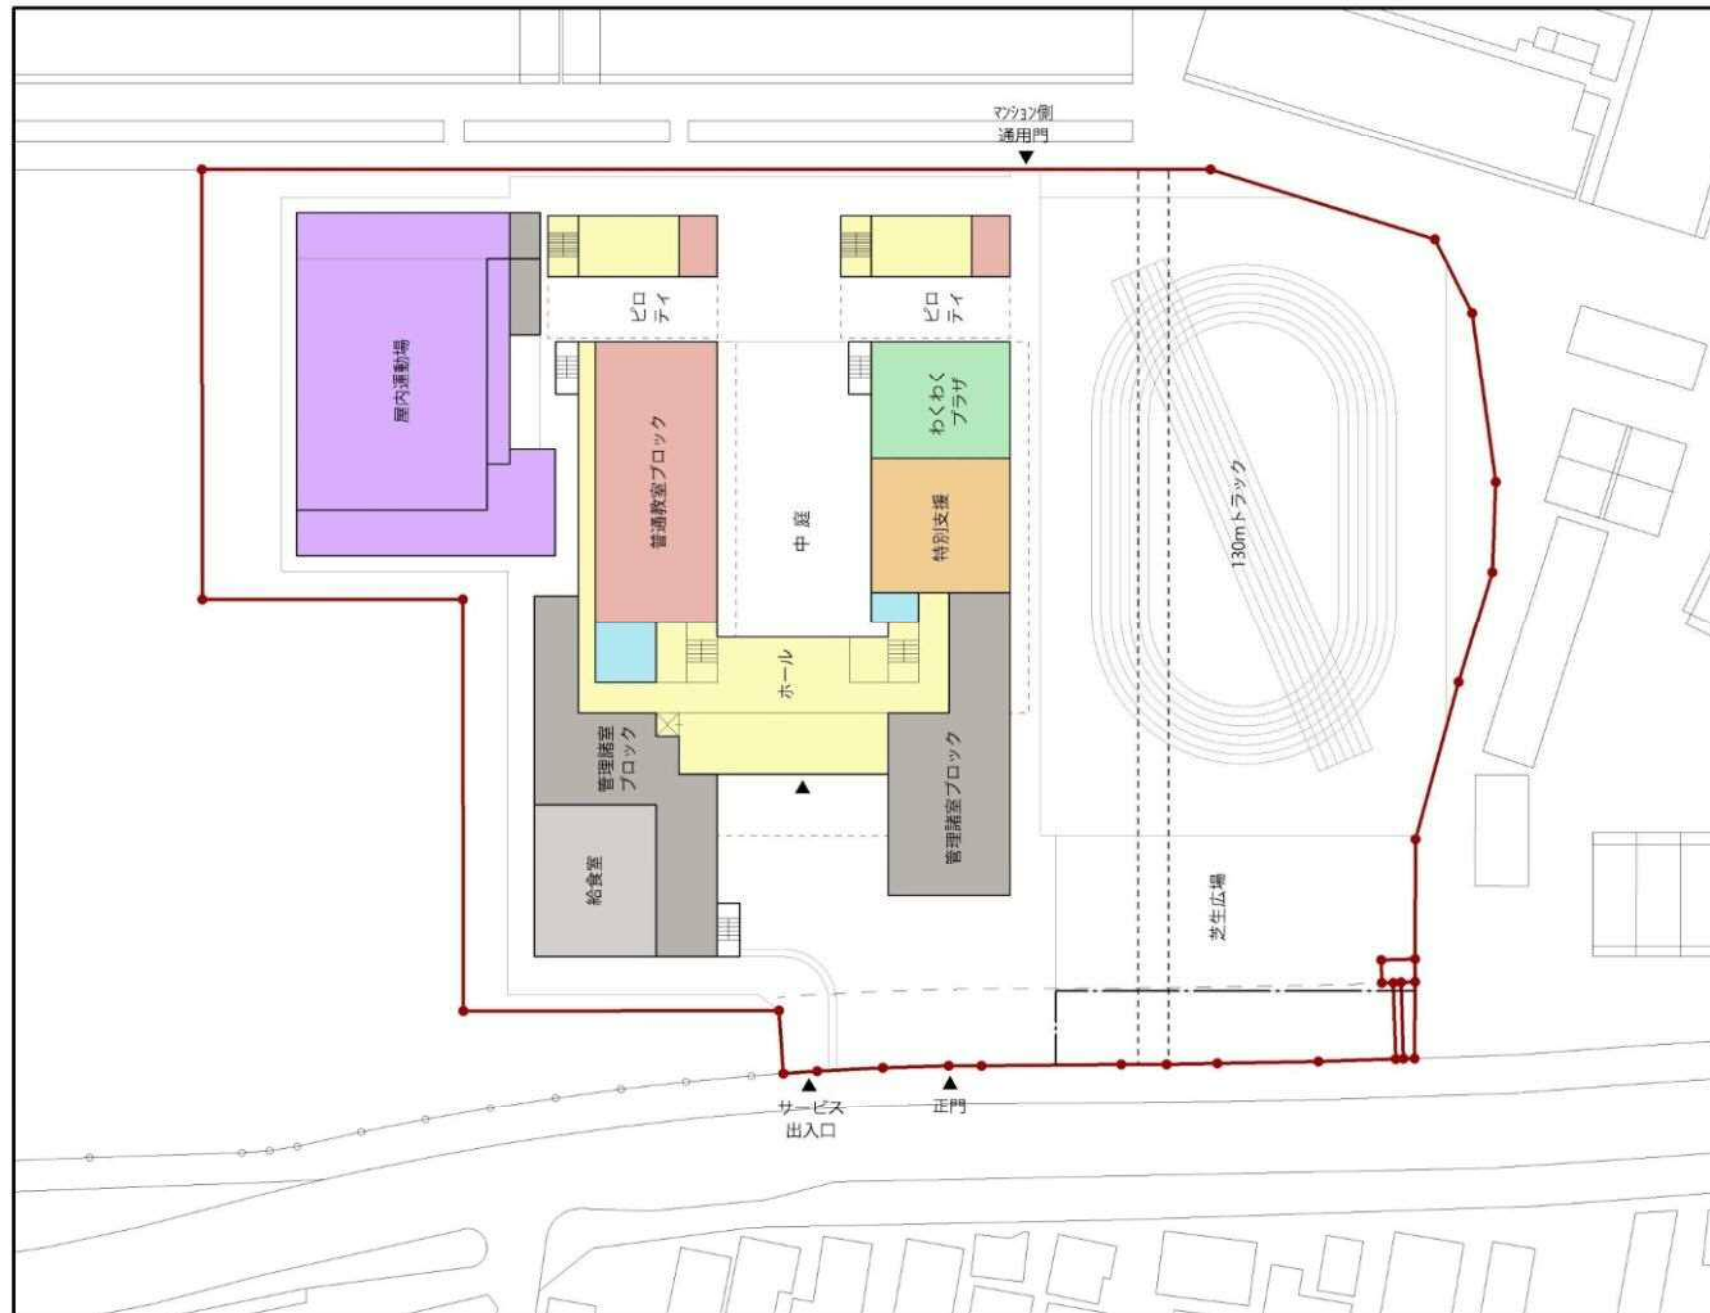 マンション側
通用門
ピロ
ティ
ピロ
ティ
屋内運動場
わくわく
プラザ
普通教室ブロック
中庭
特別支援
130mトラック
ホール
管理諸室
ブロック
管理諸室ブロック
給食室
芝生広場
サービス
出入口
正門